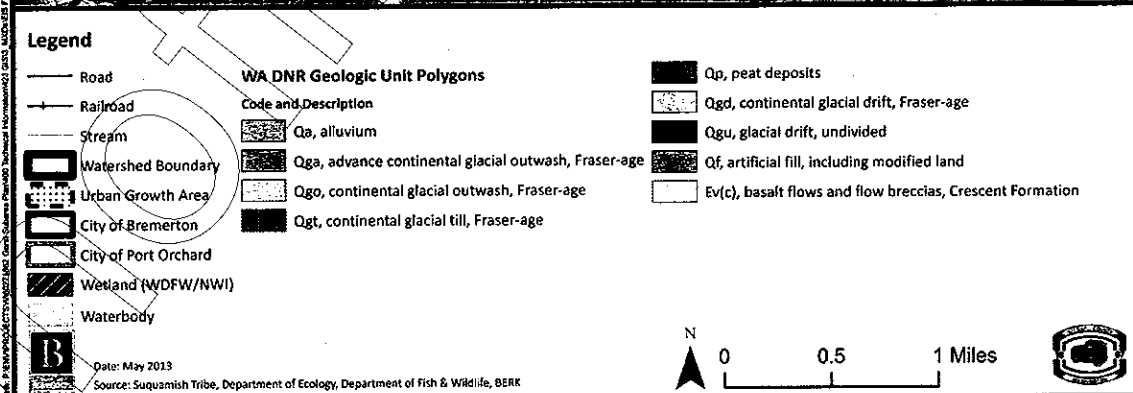 Legend
Road
Railroad
Stream
Watershed Boundary
Urban Growth Area
City of Bremerton
City of Port Orchard
Wetland (WDFW/NWI)
Waterbody
WA DNR Geologic Unit Polygons
Code and Description
Qa, alluvium
Qga, advance continental glacial outwash, Fraser-age
Qgo, continental glacial outwash, Fraser-age
Qgt, continental glacial till, Fraser-age
Qp, peat deposits
Qgd, continental glacial drift, Fraser-age
Qgu, glacial drift, undivided
Qf, artificial fill, including modified land
Ev(c), basalt flows and flow breccias, Crescent Formation
B
Date: May 2013
Source: Suquamish Tribe, Department of Ecology, Department of Fish & Wildlife, BERK
N
0 0.5 1 Miles